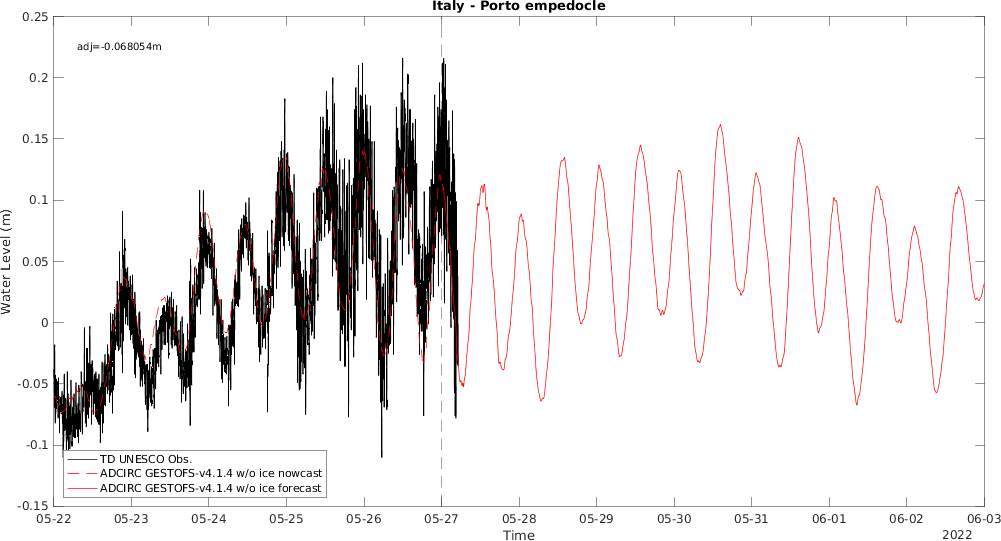 Italy - Porto empedocle
0.25
0.2
0.15
0.1
0.05
0
-0.05
-0.1
-0.15
Water Level (m)
adj=-0.068054m
TD UNESCO Obs.
ADCIRC GESTOFS-v4.1.4 w/o ice nowcast
ADCIRC GESTOFS-v4.1.4 w/o ice forecast
05-22 05-23 05-24 05-25 05-26 05-27 05-28 05-29 05-30 05-31 06-01 06-02 06-03
Time
2022